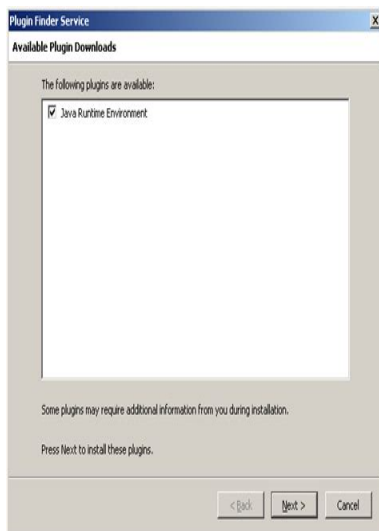 Plugin Finder Service
Available Plugin Downloads
The following plugins are available:
Java Runtime Environment
Some plugins may require additional information from you during installation.
Press Next to install these plugins.
< Back Next > Cancel